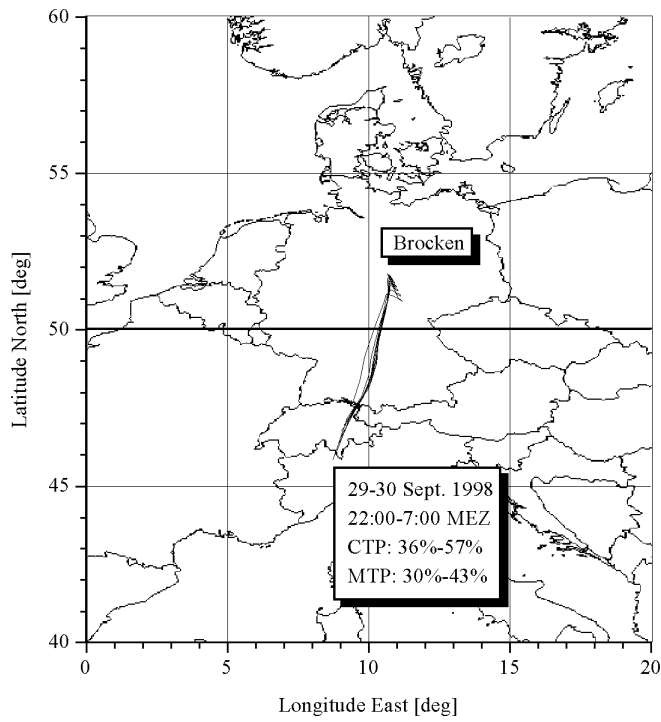 60
55
Brocken
Latitude North [deg]
50
29-30 Sept. 1998
45
22:00-7:00 MEZ
CTP: 36%-57%
MTP: 30%-43%
40
0 5 10 15 20
Longitude East [deg]